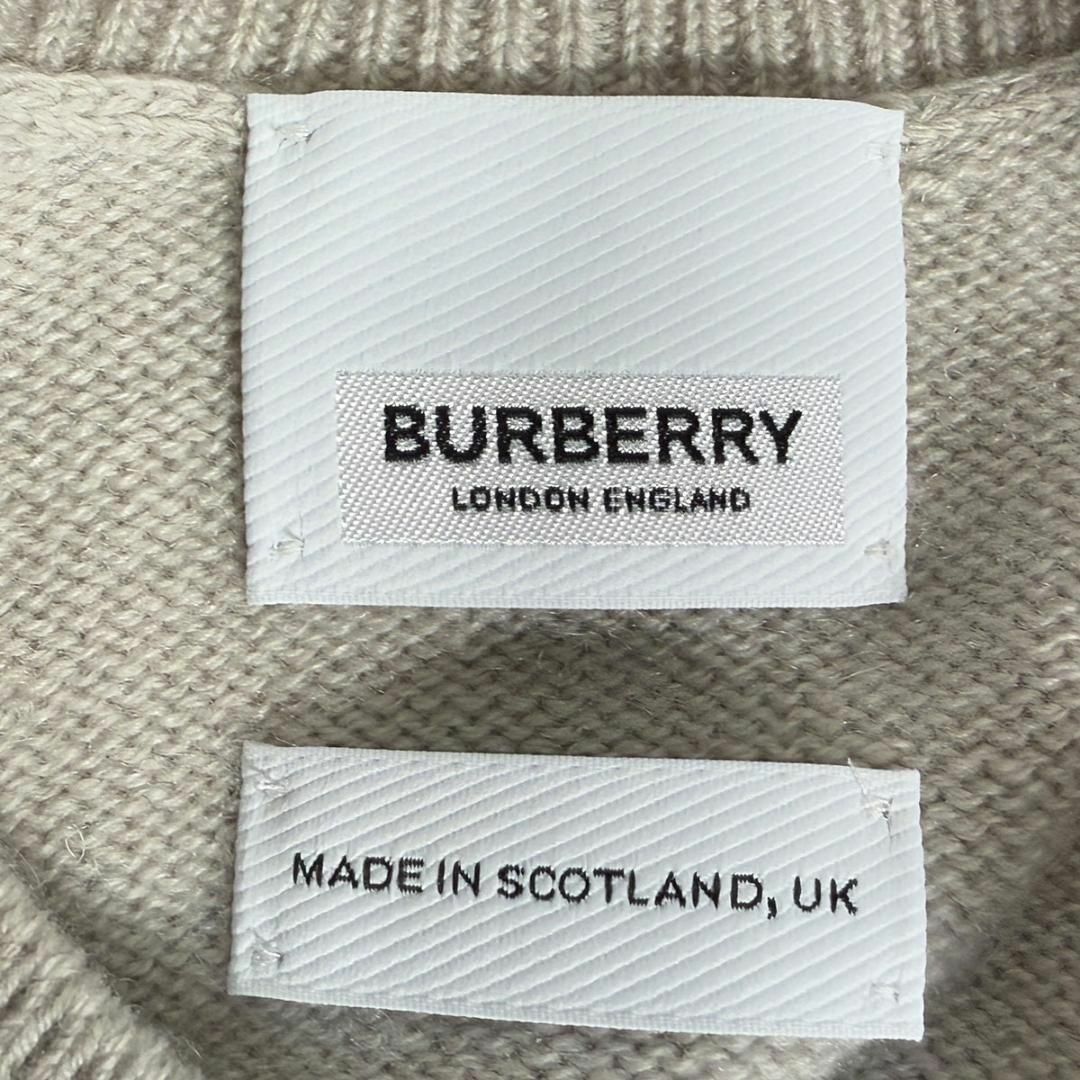 BURBERRY
LONDON ENGLAND
MADE IN SCOTLAND, UK